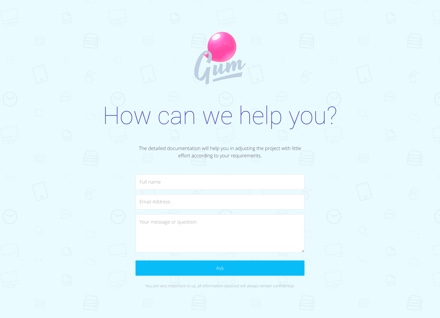 Gum
How can we help you?
The detailed documentation will help you in adjusting the project with little
effort according to your requirements.
Full name
Email Address
Your message or question
Ask